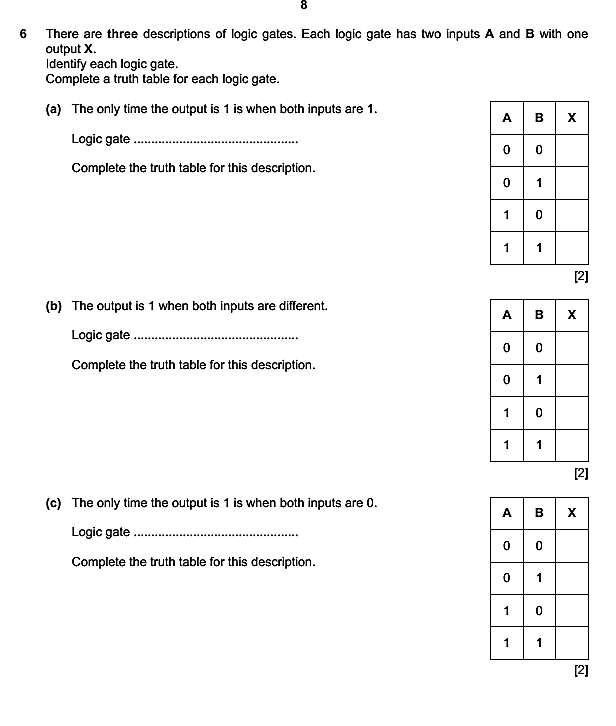 8
6 There are three descriptions of logic gates. Each logic gate has two inputs A and B with one
output X.
Identify each logic gate.
Complete a truth table for each logic gate.
(a) The only time the output is 1 is when both inputs are 1.
Logic gate ................................................
Complete the truth table for this description.
A B X
0 0
0 1
1 0
1 1
[2]
(b) The output is 1 when both inputs are different.
Logic gate ................................................
Complete the truth table for this description.
A B X
0 0
0 1
1 0
1 1
[2]
(c) The only time the output is 1 is when both inputs are 0.
Logic gate ................................................
Complete the truth table for this description.
A B X
0 0
0 1
1 0
1 1
[2]